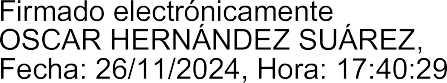 Firmado electrónicamente
OSCAR HERNÁNDEZ SUÁREZ,
Fecha: 26/11/2024, Hora: 17:40:29